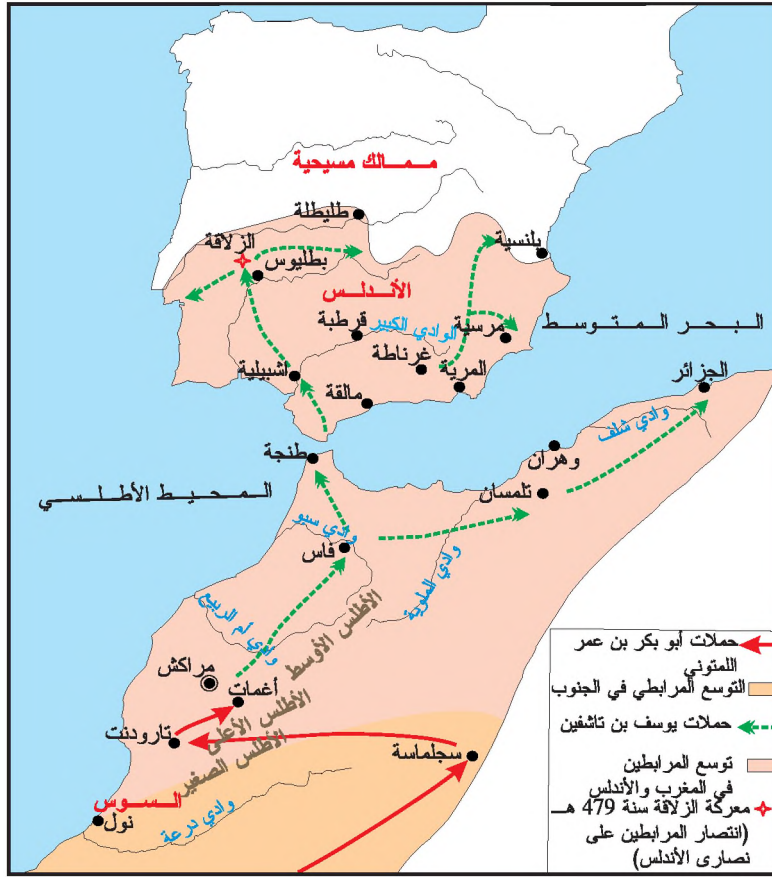 ممالك مسيحية
طليطلة
الزلاقة
بطليوس
بلنسية
الأندلس
قرطبة
الوادي الكبير
مرسية
البحر المتوسط
غرناطة
اشبيلية
المرية
مالقة
الجزائر
وادي شلف
طنجة
وهران
المحيط الأطلسي
تلمسان
وادي سبو
فاس
وادي الملوية
وادي أم الربيع
الأطلس الأوسط
مراكش
أغمات
الأطلس الأعلى
تارودنت
الأطلس الصغير
سجلماسة
السوس
نول
وادي درعة
حملات أبو بكر بن عمر
اللمتوني
التوسع المرابطي في الجنوب
حملات يوسف بن تاشفين
توسع المرابطين
في المغرب والأندلس
معركة الزلاقة سنة 479 هـ
(انتصار المرابطين على
نصارى الأندلس)